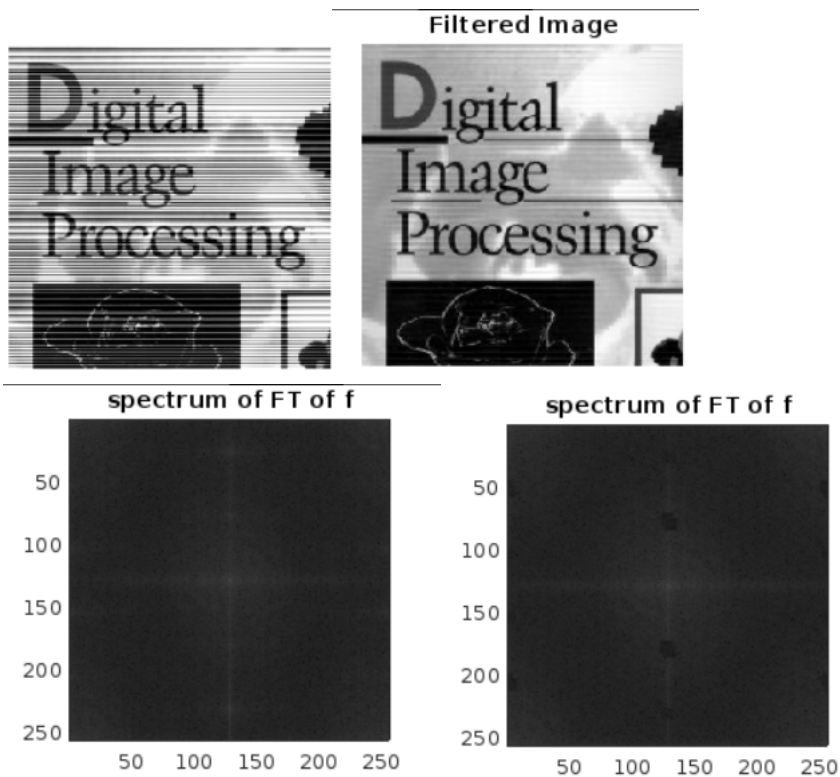 Filtered Image
Digital
Image
Processing
Digital
Image
Processing
spectrum of FT of f
50
100
150
200
250
50 100 150 200 250
spectrum of FT of f
50
100
150
200
250
50 100 150 200 250